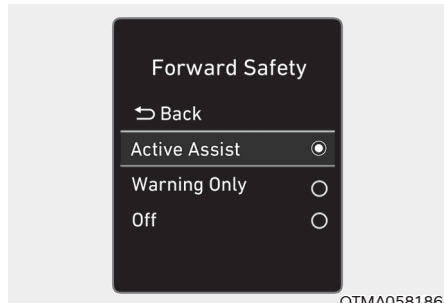 Forward Safety
Back
Active Assist
Warning Only
Off
OTMA058186